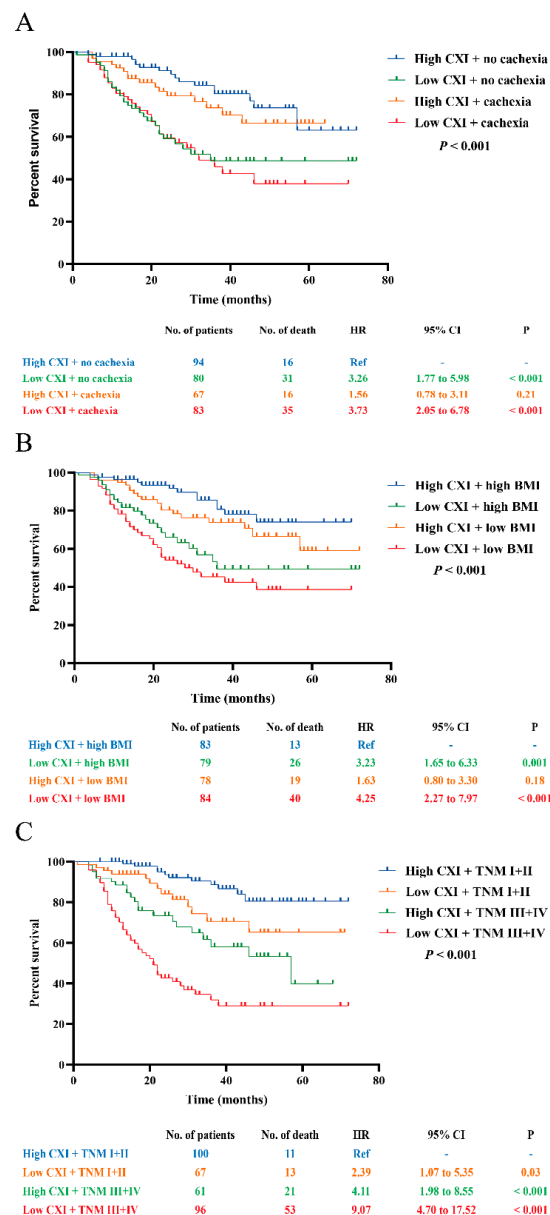 A
Percent survival
100
80
60
40
20
0
0 20 40 60 80
Time (months)
High CXI + no cachexia
Low CXI + no cachexia
High CXI + cachexia
Low CXI + cachexia
P < 0.001
No. of patients No. of death HR 95% CI P
High CXI + no cachexia 94 16 Ref - -
Low CXI + no cachexia 80 31 3.26 1.77 to 5.98 < 0.001
High CXI + cachexia 67 16 1.56 0.78 to 3.11 0.21
Low CXI + cachexia 83 35 3.73 2.05 to 6.78 < 0.001
B
Percent survival
100
80
60
40
20
0
0 20 40 60 80
Time (months)
High CXI + high BMI
Low CXI + high BMI
High CXI + low BMI
Low CXI + low BMI
P < 0.001
No. of patients No. of death HR 95% CI P
High CXI + high BMI 83 13 Ref - -
Low CXI + high BMI 79 26 3.23 1.65 to 6.33 0.001
High CXI + low BMI 78 19 1.63 0.80 to 3.30 0.18
Low CXI + low BMI 84 40 4.25 2.27 to 7.97 < 0.001
C
Percent survival
100
80
60
40
20
0
0 20 40 60 80
Time (months)
High CXI + TNM I+II
Low CXI + TNM I+II
High CXI + TNM III+IV
Low CXI + TNM III+IV
P < 0.001
No. of patients No. of death HR 95% CI P
High CXI + TNM I+II 100 11 Ref - -
Low CXI + TNM I+II 67 13 2.39 1.07 to 5.35 0.03
High CXI + TNM III+IV 61 21 4.11 1.98 to 8.55 < 0.001
Low CXI + TNM III+IV 96 53 9.07 4.70 to 17.52 < 0.001